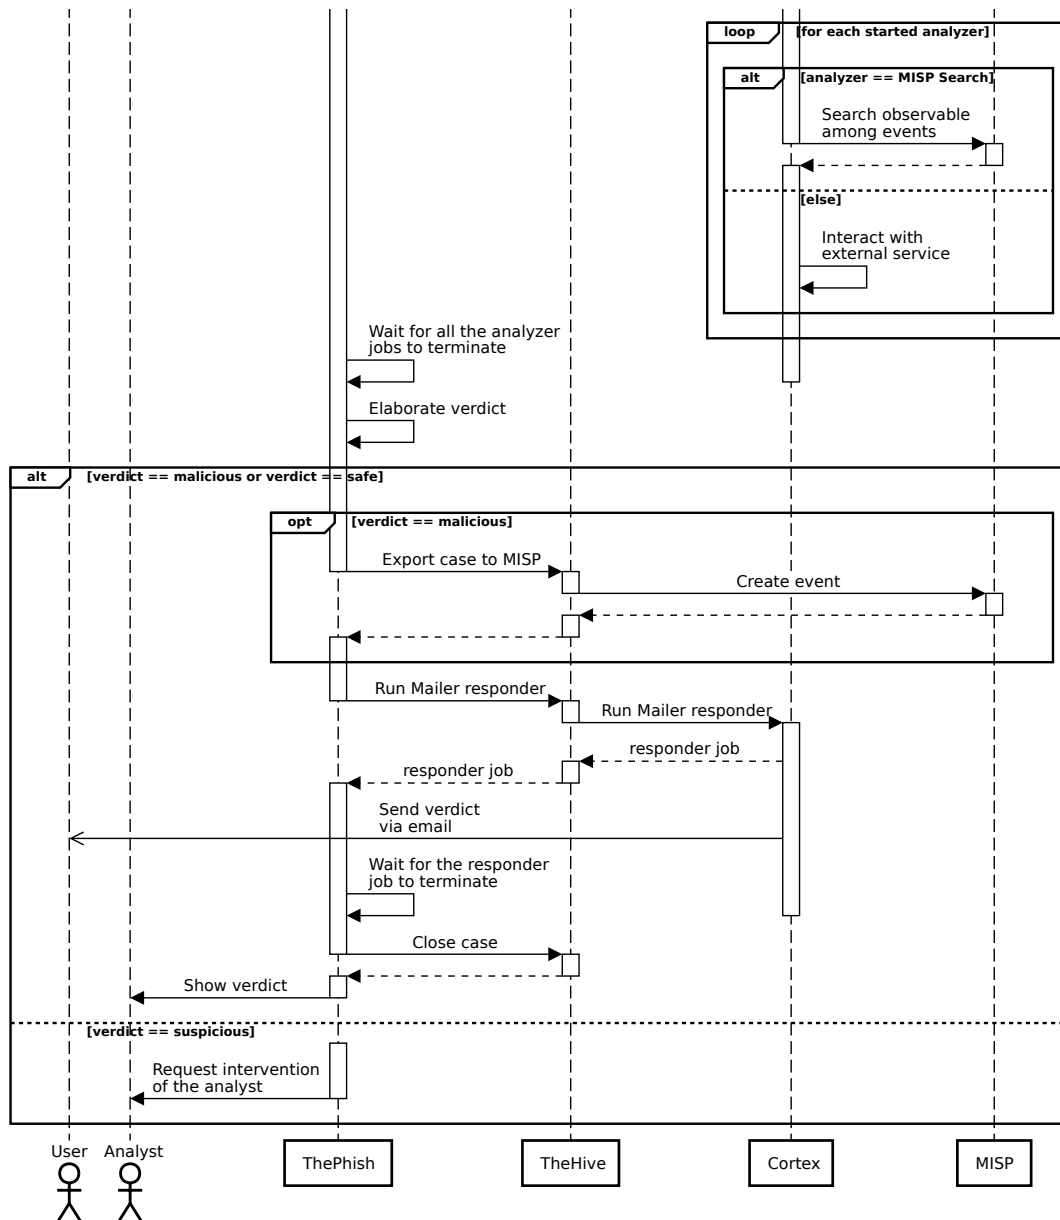 loop [for each started analyzer]
alt [analyzer == MISP Search]
Search observable
among events
[else]
Interact with
external service
Wait for all the analyzer
jobs to terminate
Elaborate verdict
alt [verdict == malicious or verdict == safe]
opt [verdict == malicious]
Export case to MISP
Create event
Run Mailer responder
Run Mailer responder
responder job
responder job
Send verdict
via email
Wait for the responder
job to terminate
Close case
Show verdict
[verdict == suspicious]
Request intervention
of the analyst
User Analyst ThePhish TheHive Cortex MISP